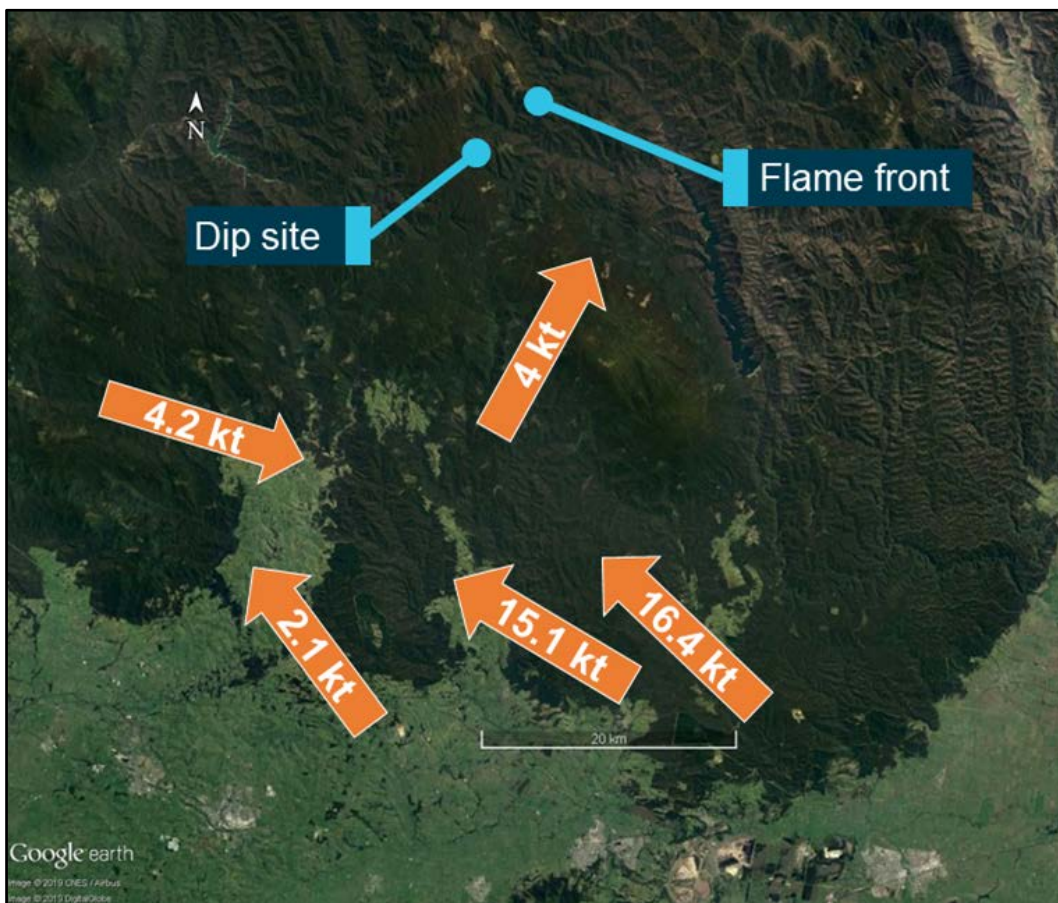 N
Flame front
Dip site
4 kt
4.2 kt
2.1 kt
15.1 kt
16.4 kt
20 km
Google earth
Image © 2019 CNES / Airbus
Image © 2019 DigitalGlobe